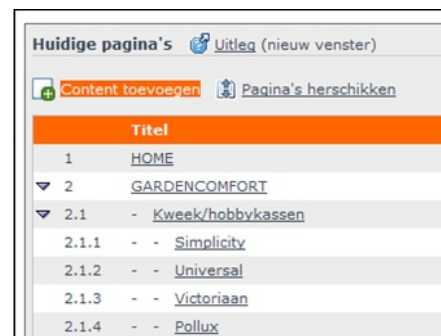 Huidige pagina's Uitleg (nieuw venster)
Content toevoegen Pagina's herschikken
Titel
1 HOME
2 GARDENCOMFORT
2.1 - Kweek/hobbykassen
2.1.1 - - Simplicity
2.1.2 - - Universal
2.1.3 - - Victoriaan
2.1.4 - - Pollux